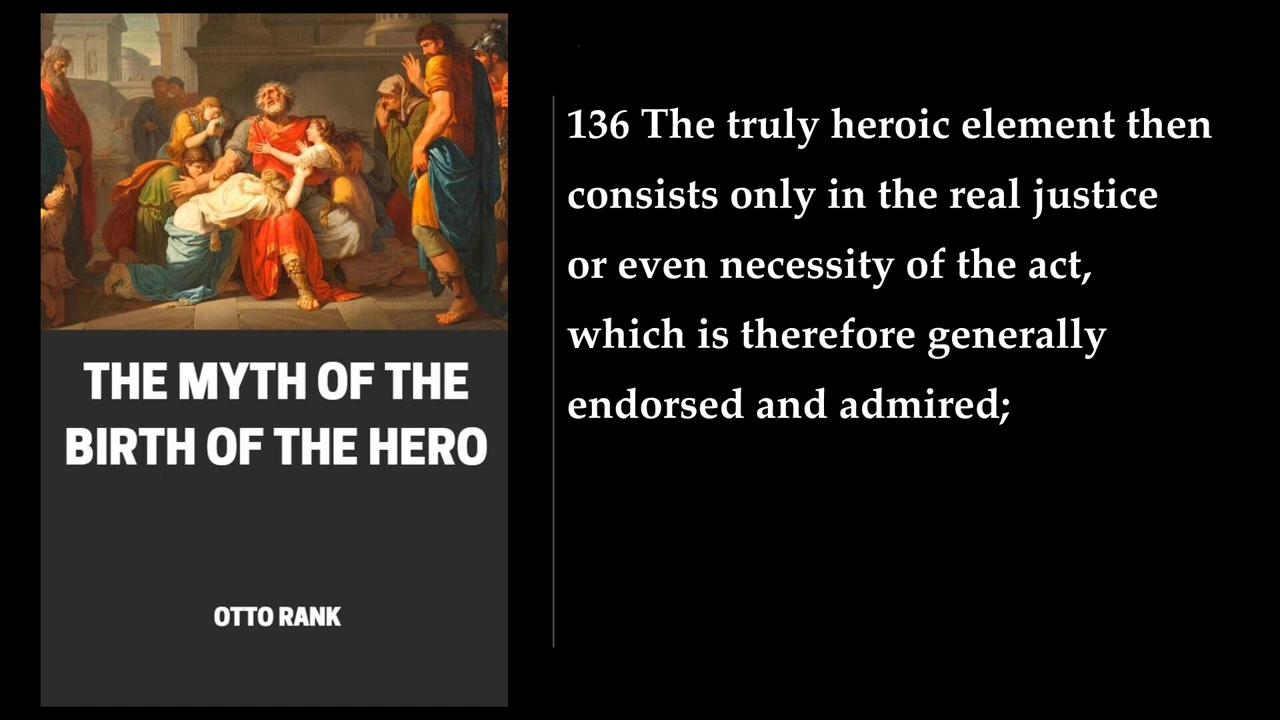 THE MYTH OF THE
BIRTH OF THE HERO
OTTO RANK
136 The truly heroic element then
consists only in the real justice
or even necessity of the act,
which is therefore generally
endorsed and admired;